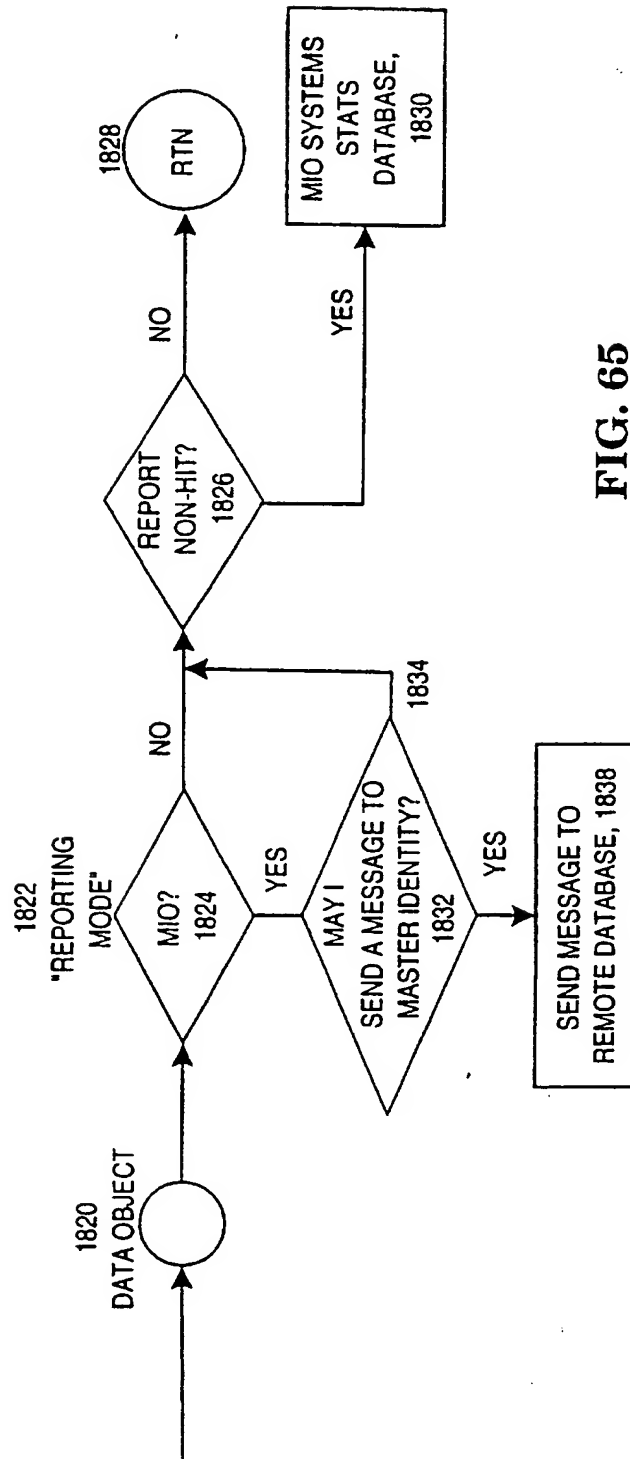 1820
DATA OBJECT
1822
"REPORTING
MODE"
MIO?
1824
NO
YES
MAY I
SEND A MESSAGE TO
MASTER IDENTITY?
1832
1834
YES
SEND MESSAGE TO
REMOTE DATABASE, 1838
REPORT
NON-HIT?
1826
NO
1828
RTN
YES
MIO SYSTEMS
STATS
DATABASE,
1830
FIG. 65